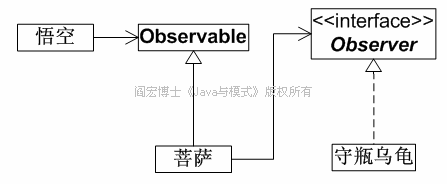 悟空
Observable
<<interface>>
Observer
阎宏博士《Java与模式》版权所有
菩萨
守瓶乌龟